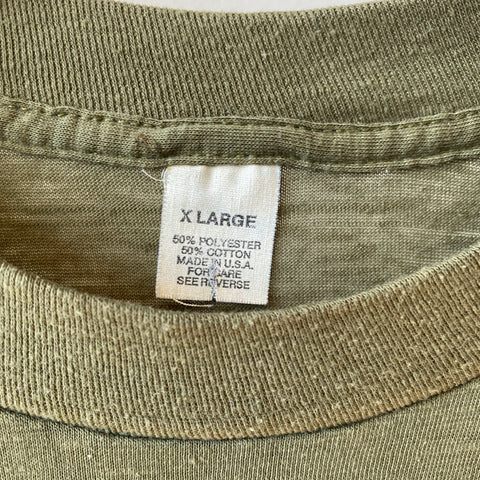 X LARGE
50% POLYESTER
50% COTTON
MADE IN U.S.A.
FOR CARE
SEE REVERSE